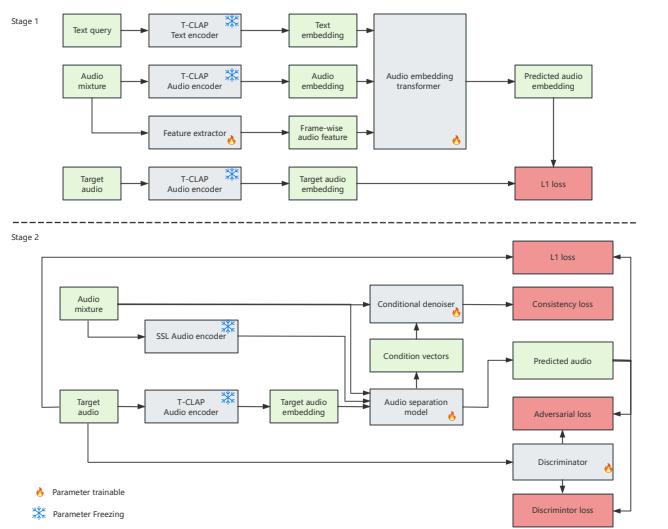 Stage 1
Text query
T-CLAP
Text encoder
Text
embedding
Audio
mixture
T-CLAP
Audio encoder
Audio
embedding
Audio embedding
transformer
Predicted audio
embedding
Feature extractor
Frame-wise
audio feature
Target
audio
T-CLAP
Audio encoder
Target audio
embedding
L1 loss
Stage 2
L1 loss
Audio
mixture
Conditional denoiser
Consistency loss
SSL Audio encoder
Condition vectors
Predicted audio
Target
audio
T-CLAP
Audio encoder
Target audio
embedding
Audio separation
model
Adversarial loss
Discriminator
Parameter trainable
Parameter Freezing
Discrimintor loss